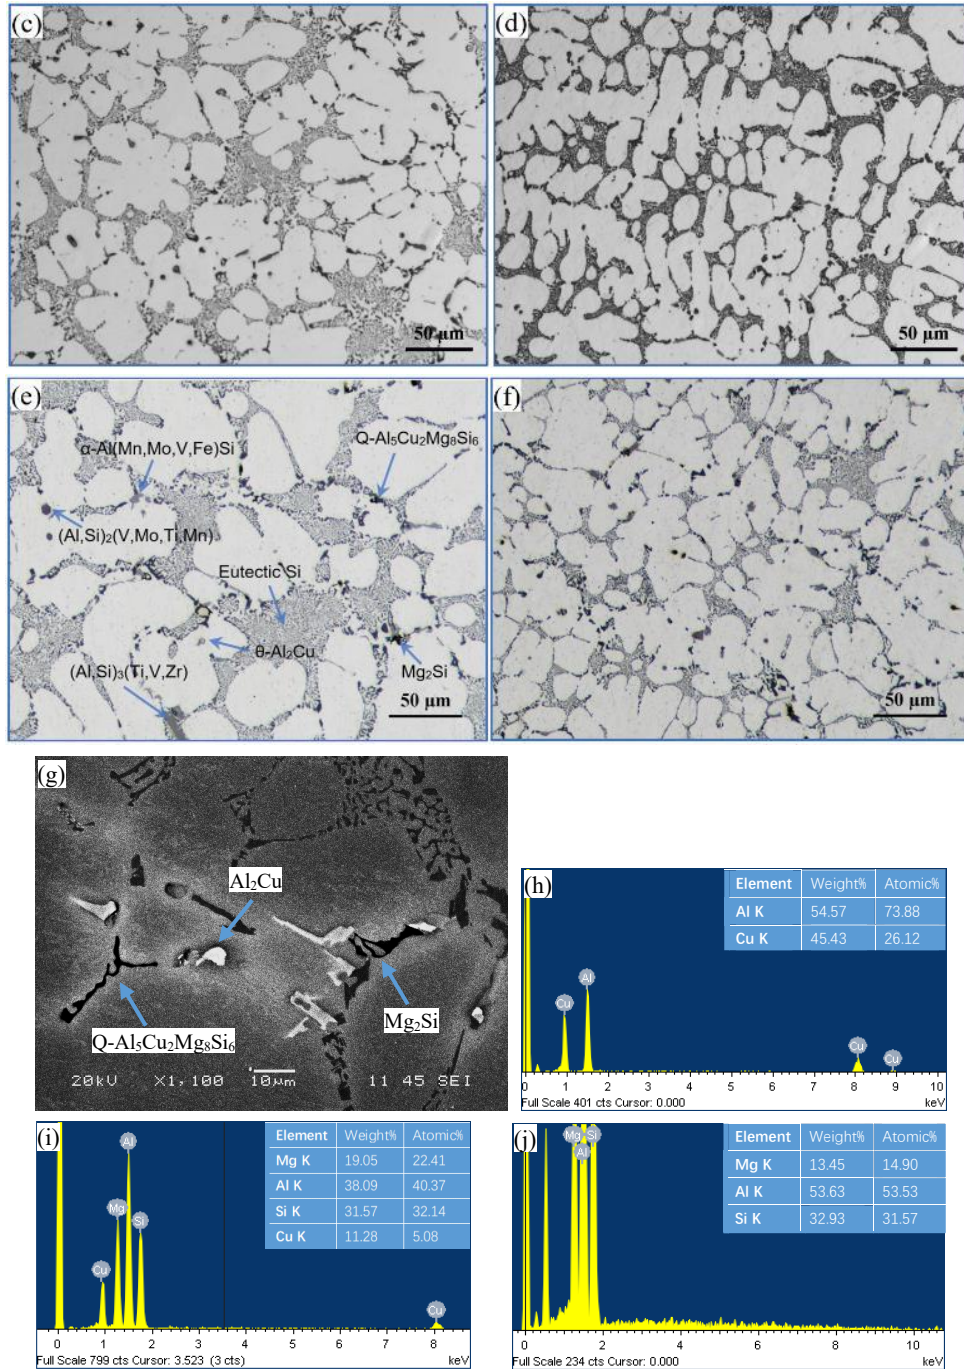 (c)
50 μm
(d)
50 μm
(e)
α-Al(Mn,Mo,V,Fe)Si
Q-Al₅Cu₂Mg₈Si₆
(Al,Si)₂(V,Mo,Ti,Mn)
Eutectic Si
θ-Al₂Cu
(Al,Si)₃(Ti,V,Zr)
Mg₂Si
50 μm
(f)
50 μm
(g)
Al₂Cu
Mg₂Si
Q-Al₅Cu₂Mg₈Si₆
20kV X1,100 10μm 11 45 SEI
(h)
Element Weight% Atomic%
Al K 54.57 73.88
Cu K 45.43 26.12
Al
Cu
Cu
Cu
0 1 2 3 4 5 6 7 8 9 10
Full Scale 401 cts Cursor: 0.000 keV
(i)
Element Weight% Atomic%
Mg K 19.05 22.41
Al K 38.09 40.37
Si K 31.57 32.14
Cu K 11.28 5.08
Al
Mg
Si
Cu
Cu
0 1 2 3 4 5 6 7 8
Full Scale 799 cts Cursor: 3.523 (3 cts) keV
(j)
Element Weight% Atomic%
Mg K 13.45 14.90
Al K 53.63 53.53
Si K 32.93 31.57
Mg
Si
Al
0 2 4 6 8 10
Full Scale 234 cts Cursor: 0.000 keV